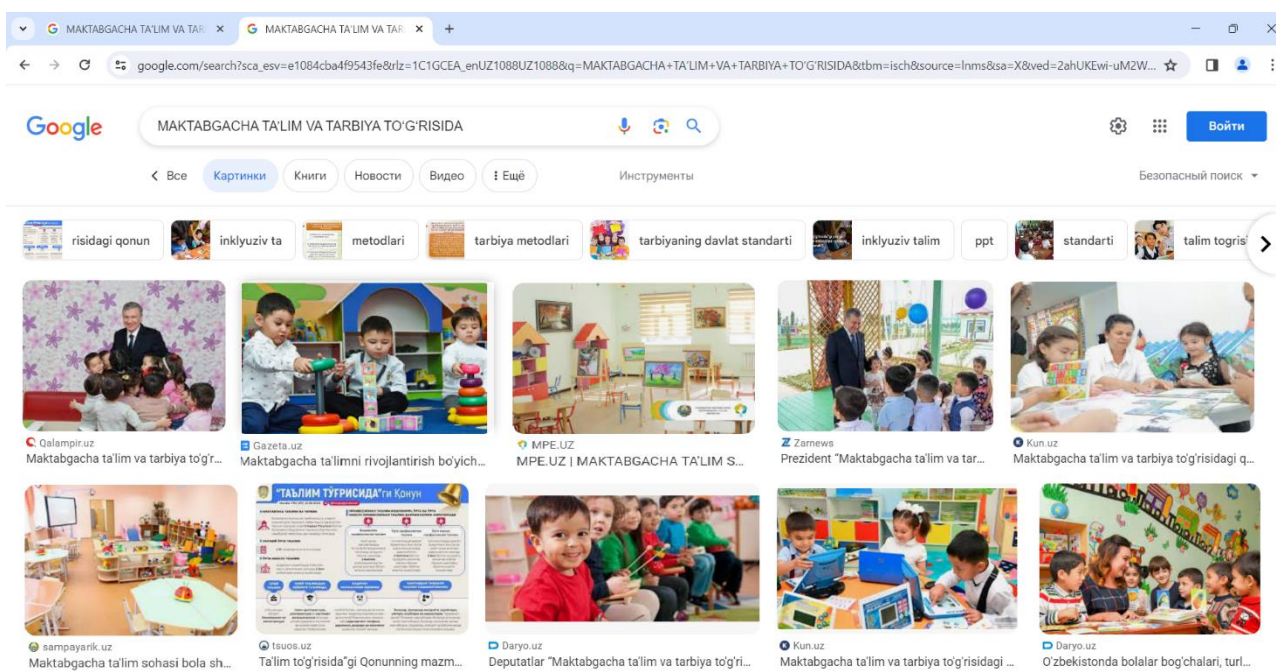 MAKTABGACHA TA'LIM VA TAR
MAKTABGACHA TA'LIM VA TAR
google.com/search?sca_esv=e1084cba4f9543fe&rlz=1C1GCEA_enUZ1088UZ1088&q=MAKTABGACHA+TA'LIM+VA+TARBIYA+TO'G'RISIDA&tbm=isch&source=lnms&sa=X&ved=2ahUKEwi-uM2W...
Google
MAKTABGACHA TA'LIM VA TARBIYA TO'G'RISIDA
Войти
Все Картинки Книги Новости Видео Ещё Инструменты Безопасный поиск
risidagi qonun inklyuziv ta metodlari tarbiya metodlari tarbiyaning davlat standarti inklyuziv talim ppt standarti talim togris
Qalampir.uz Gazeta.uz MPE.UZ Zarnews Kun.uz
Maktabgacha ta'lim va tarbiya to'g'r... Maktabgacha ta'limni rivojlantirish bo'yich... MPE.UZ | MAKTABGACHA TA'LIM S... Prezident "Maktabgacha ta'lim va tar... Maktabgacha ta'lim va tarbiya to'g'risidagi q...
"ТАЪЛИМ ТЎҒРИСИДА"ги Қонун
sampayarik.uz tsuos.uz Daryo.uz Kun.uz Daryo.uz
Maktabgacha ta'lim sohasi bola sh... Ta'lim to'g'risida"gi Qonunning mazm... Deputatlar "Maktabgacha ta'lim va tarbiya to'g'ri... Maktabgacha ta'lim va tarbiya to'g'risidagi ... O'zbekistonda bolalar bog'chalari, turl...